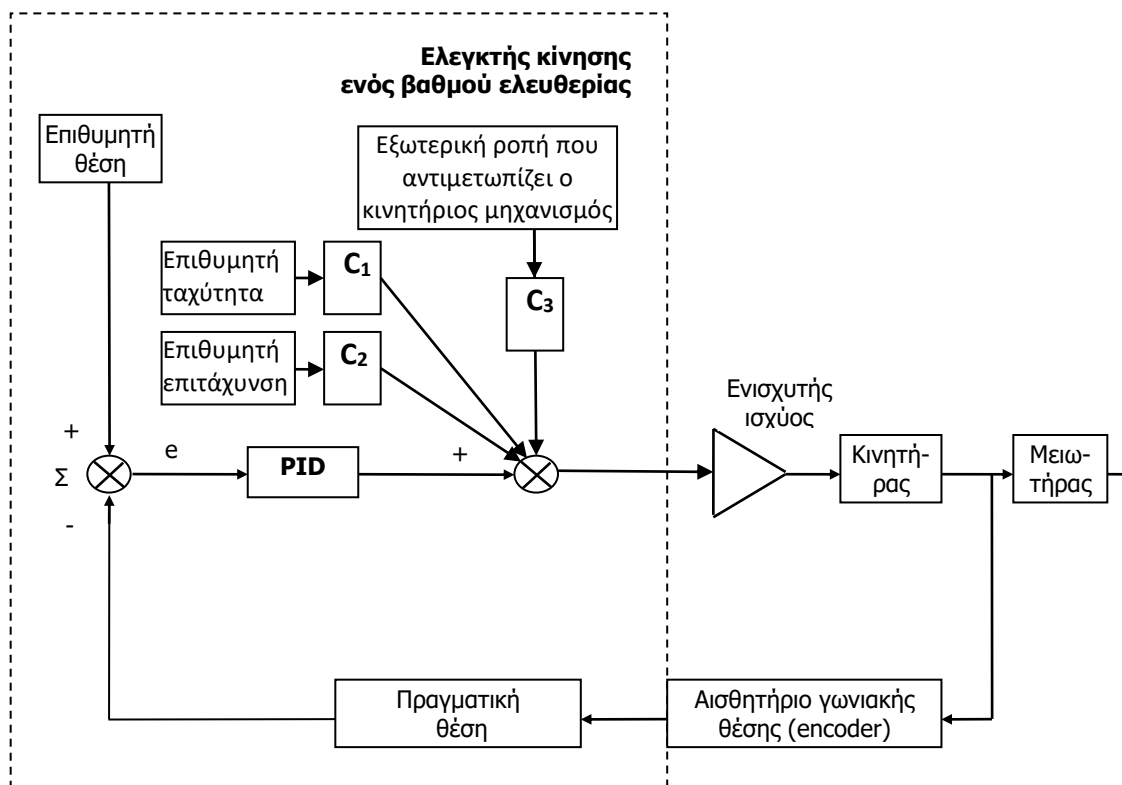 Ελεγκτής κίνησης
ενός βαθμού ελευθερίας
Επιθυμητή
θέση
Εξωτερική ροπή που
αντιμετωπίζει ο
κινητήριος μηχανισμός
Επιθυμητή
ταχύτητα
C1
C3
Επιθυμητή
επιτάχυνση
C2
Ενισχυτής
ισχύος
+
Σ
-
e
PID
+
Κινητή-
ρας
Μειω-
τήρας
Πραγματική
θέση
Αισθητήριο γωνιακής
θέσης (encoder)